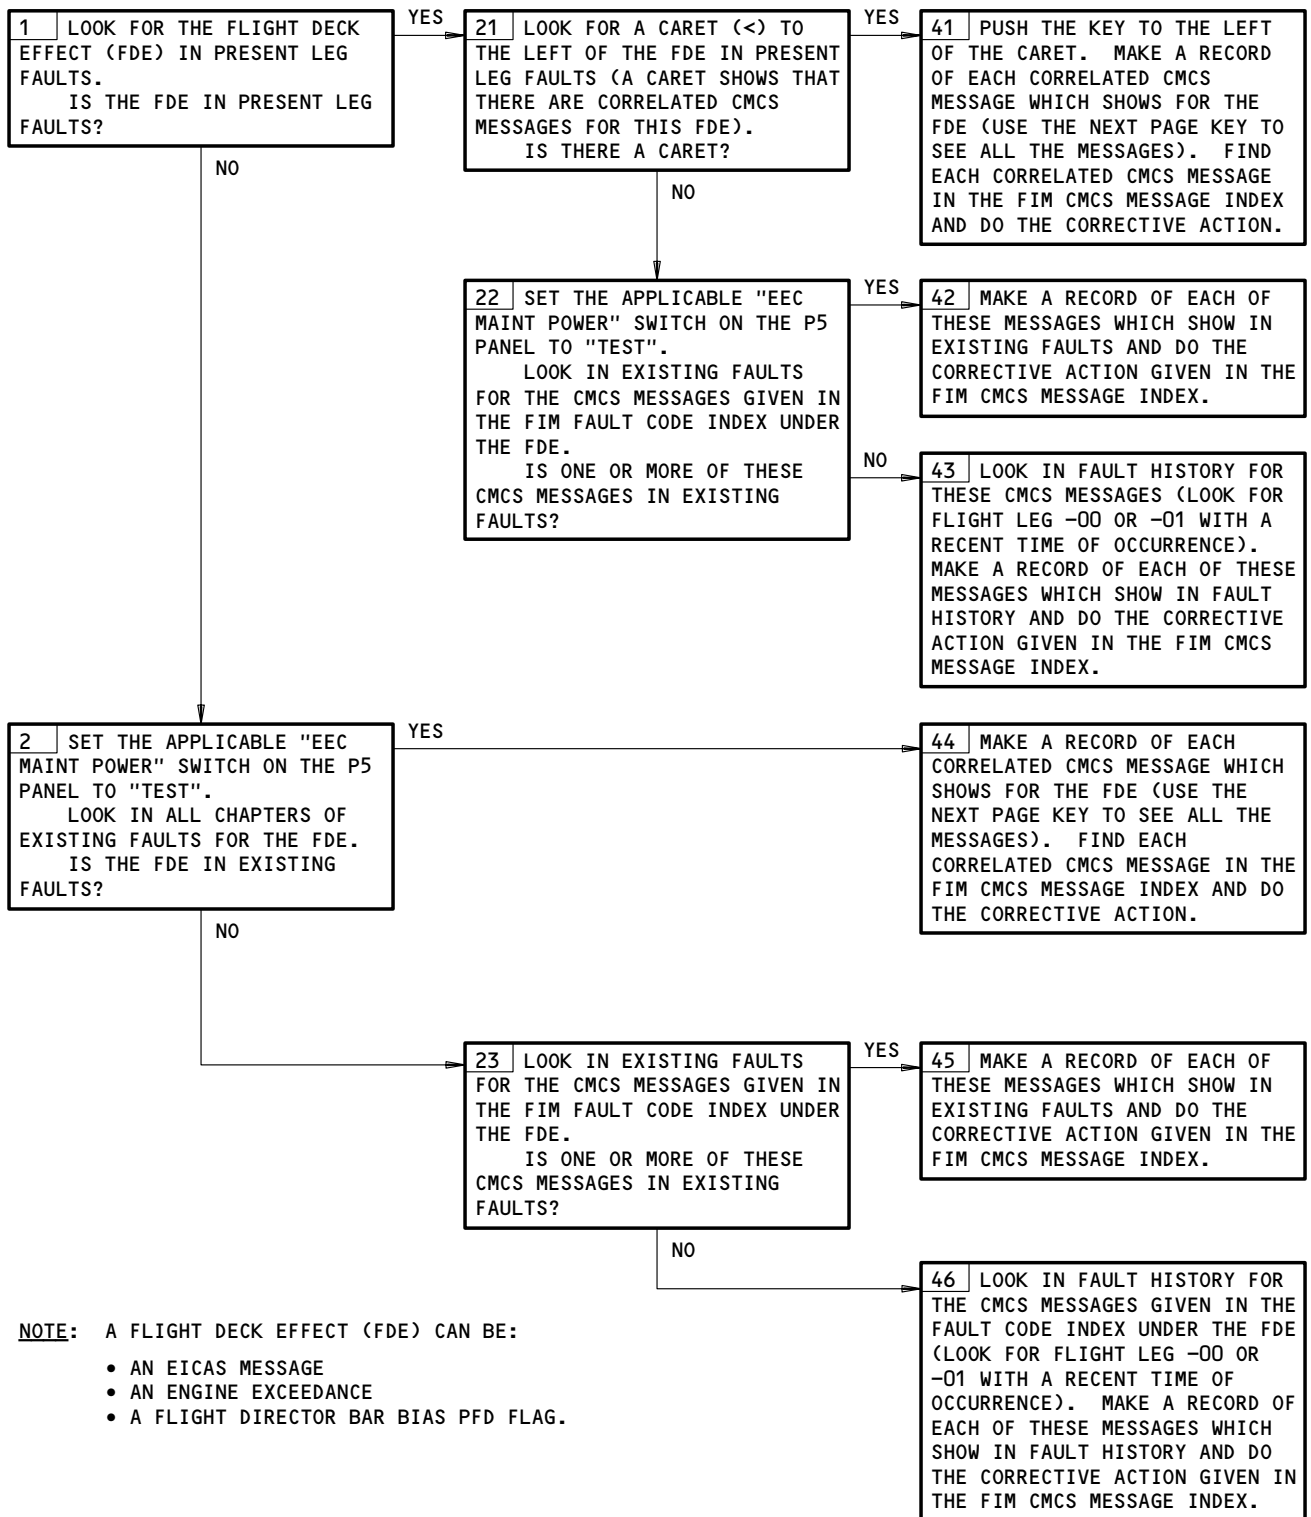 1 LOOK FOR THE FLIGHT DECK
EFFECT (FDE) IN PRESENT LEG
FAULTS.
IS THE FDE IN PRESENT LEG
FAULTS?
YES
NO
21 LOOK FOR A CARET (<) TO
THE LEFT OF THE FDE IN PRESENT
LEG FAULTS (A CARET SHOWS THAT
THERE ARE CORRELATED CMCS
MESSAGES FOR THIS FDE).
IS THERE A CARET?
YES
NO
41 PUSH THE KEY TO THE LEFT
OF THE CARET. MAKE A RECORD
OF EACH CORRELATED CMCS
MESSAGE WHICH SHOWS FOR THE
FDE (USE THE NEXT PAGE KEY TO
SEE ALL THE MESSAGES). FIND
EACH CORRELATED CMCS MESSAGE
IN THE FIM CMCS MESSAGE INDEX
AND DO THE CORRECTIVE ACTION.
22 SET THE APPLICABLE "EEC
MAINT POWER" SWITCH ON THE P5
PANEL TO "TEST".
LOOK IN EXISTING FAULTS
FOR THE CMCS MESSAGES GIVEN IN
THE FIM FAULT CODE INDEX UNDER
THE FDE.
IS ONE OR MORE OF THESE
CMCS MESSAGES IN EXISTING
FAULTS?
YES
NO
42 MAKE A RECORD OF EACH OF
THESE MESSAGES WHICH SHOW IN
EXISTING FAULTS AND DO THE
CORRECTIVE ACTION GIVEN IN THE
FIM CMCS MESSAGE INDEX.
43 LOOK IN FAULT HISTORY FOR
THESE CMCS MESSAGES (LOOK FOR
FLIGHT LEG -00 OR -01 WITH A
RECENT TIME OF OCCURRENCE).
MAKE A RECORD OF EACH OF THESE
MESSAGES WHICH SHOW IN FAULT
HISTORY AND DO THE CORRECTIVE
ACTION GIVEN IN THE FIM CMCS
MESSAGE INDEX.
2 SET THE APPLICABLE "EEC
MAINT POWER" SWITCH ON THE P5
PANEL TO "TEST".
LOOK IN ALL CHAPTERS OF
EXISTING FAULTS FOR THE FDE.
IS THE FDE IN EXISTING
FAULTS?
YES
NO
44 MAKE A RECORD OF EACH
CORRELATED CMCS MESSAGE WHICH
SHOWS FOR THE FDE (USE THE
NEXT PAGE KEY TO SEE ALL THE
MESSAGES). FIND EACH
CORRELATED CMCS MESSAGE IN THE
FIM CMCS MESSAGE INDEX AND DO
THE CORRECTIVE ACTION.
23 LOOK IN EXISTING FAULTS
FOR THE CMCS MESSAGES GIVEN IN
THE FIM FAULT CODE INDEX UNDER
THE FDE.
IS ONE OR MORE OF THESE
CMCS MESSAGES IN EXISTING
FAULTS?
YES
NO
45 MAKE A RECORD OF EACH OF
THESE MESSAGES WHICH SHOW IN
EXISTING FAULTS AND DO THE
CORRECTIVE ACTION GIVEN IN THE
FIM CMCS MESSAGE INDEX.
46 LOOK IN FAULT HISTORY FOR
THE CMCS MESSAGES GIVEN IN THE
FAULT CODE INDEX UNDER THE FDE
(LOOK FOR FLIGHT LEG -00 OR
-01 WITH A RECENT TIME OF
OCCURRENCE). MAKE A RECORD OF
EACH OF THESE MESSAGES WHICH
SHOW IN FAULT HISTORY AND DO
THE CORRECTIVE ACTION GIVEN IN
THE FIM CMCS MESSAGE INDEX.
NOTE: A FLIGHT DECK EFFECT (FDE) CAN BE:
• AN EICAS MESSAGE
• AN ENGINE EXCEEDANCE
• A FLIGHT DIRECTOR BAR BIAS PFD FLAG.